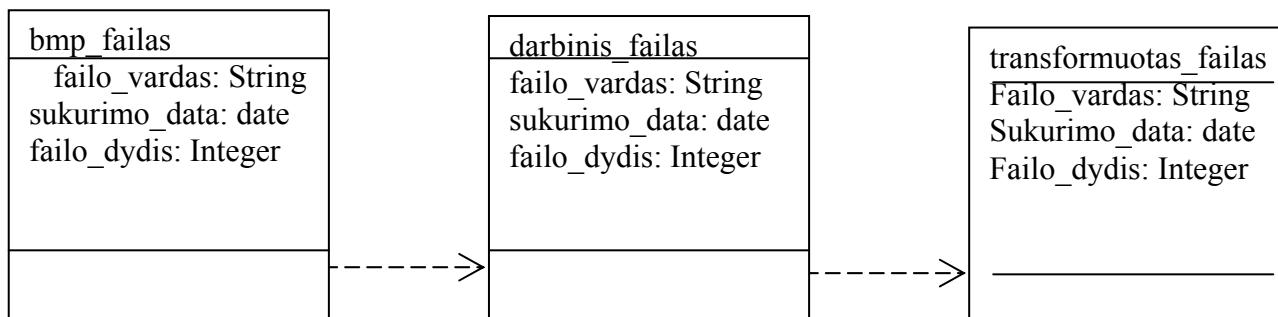 bmp_failas
failo_vardas: String
sukurimo_data: date
failo_dydis: Integer
darbinis_failas
failo_vardas: String
sukurimo_data: date
failo_dydis: Integer
transformuotas_failas
Failo_vardas: String
Sukurimo_data: date
Failo_dydis: Integer